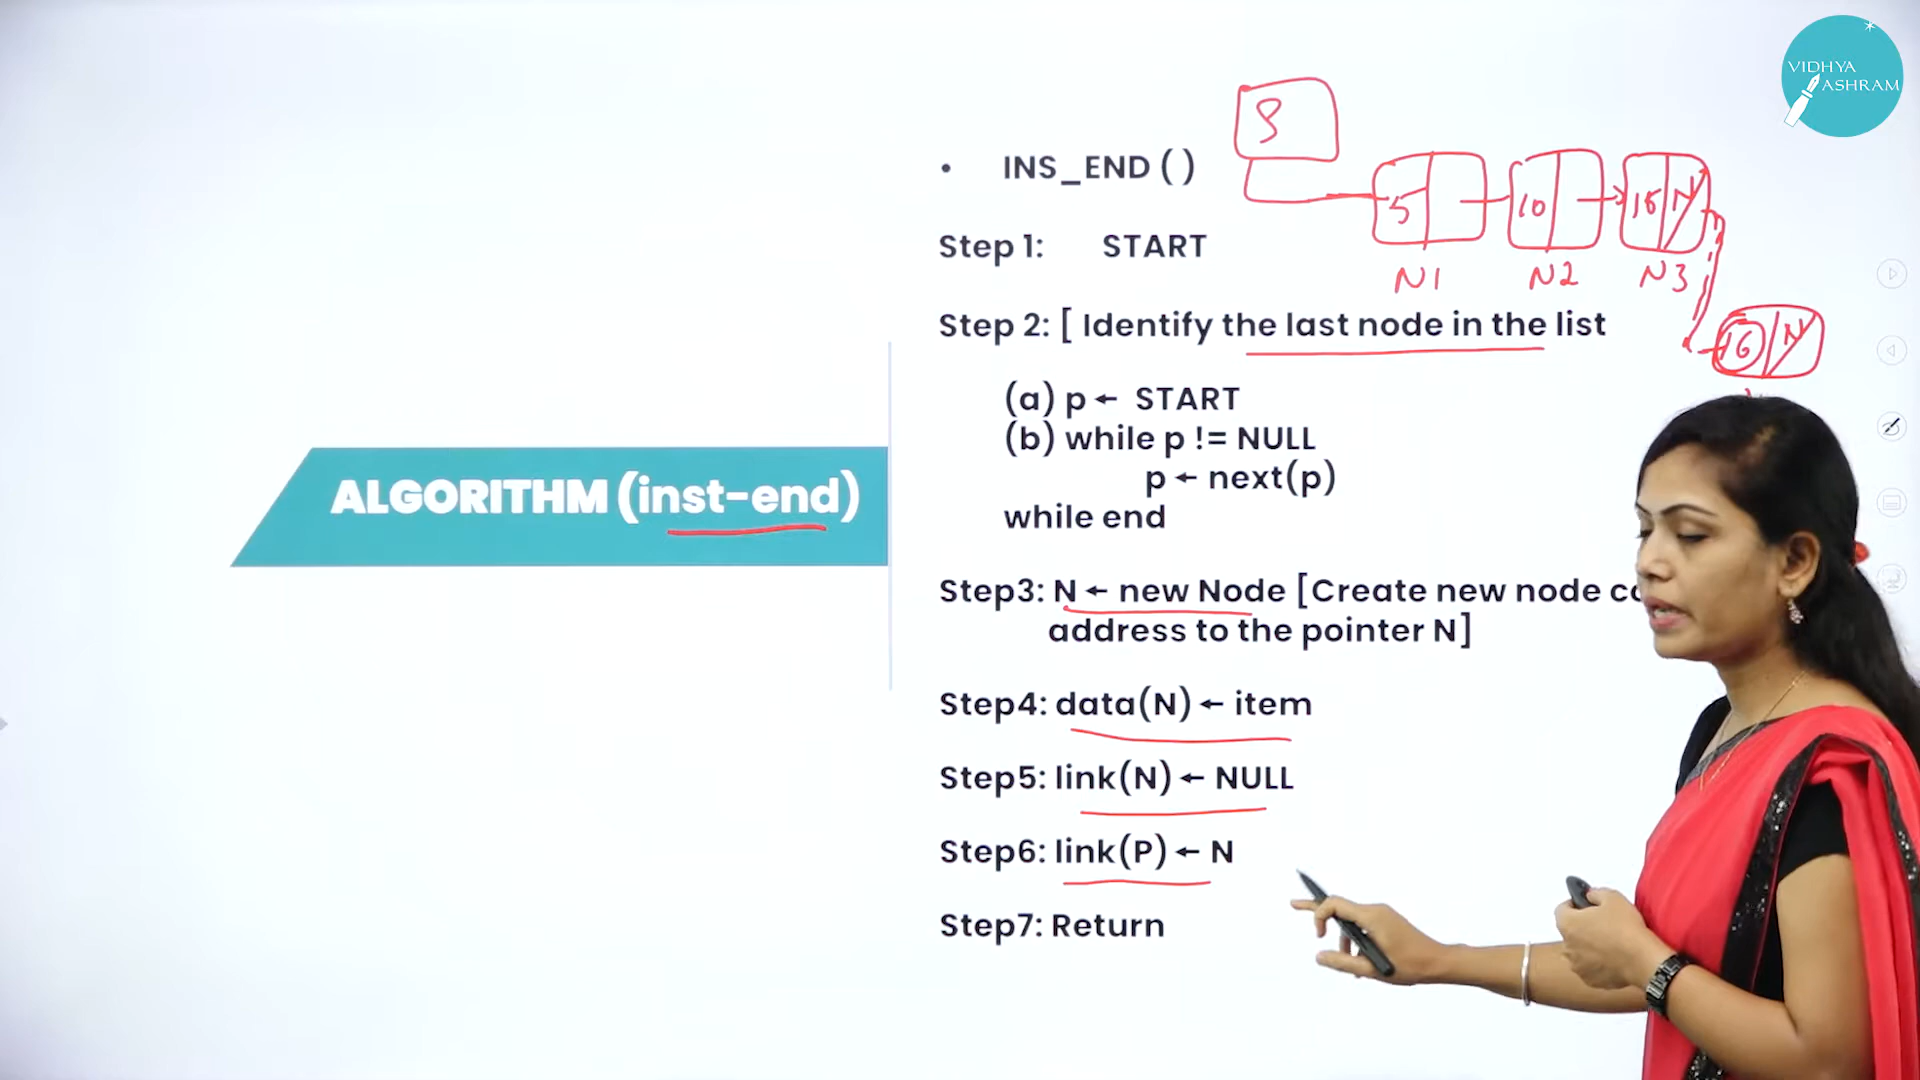 VIDHYA
ASHRAM
S
• INS_END ( )
5
10
15 N
N1
N2
N3
16 N
Step 1: START
Step 2: [ Identify the last node in the list
(a) p ← START
(b) while p != NULL
p ← next(p)
while end
ALGORITHM (inst-end)
Step3: N ← new Node [Create new node
address to the pointer N]
Step4: data(N) ← item
Step5: link(N) ← NULL
Step6: link(P) ← N
Step7: Return